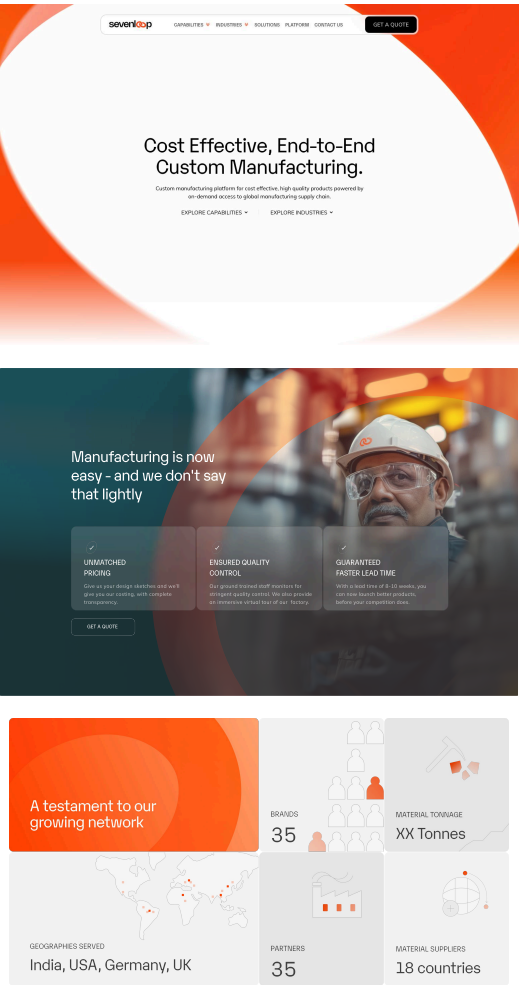 sevenloop
CAPABILITIES INDUSTRIES SOLUTIONS PLATFORM CONTACT US
GET A QUOTE
Cost Effective, End-to-End
Custom Manufacturing.
Custom manufacturing platform for cost effective, high quality products powered by
on-demand access to global manufacturing supply chain.
EXPLORE CAPABILITIES
EXPLORE INDUSTRIES
Manufacturing is now
easy - and we don't say
that lightly
UNMATCHED
PRICING
Give us your design sketches and we'll
give you our costing, with complete
transparency.
ENSURED QUALITY
CONTROL
Our ground trained staff monitors for
stringent quality control. We also provide
an immersive virtual tour of our factory.
GUARANTEED
FASTER LEAD TIME
With a lead time of 8-10 weeks, you
can now launch better products,
before your competition does.
GET A QUOTE
A testament to our
growing network
BRANDS
35
MATERIAL TONNAGE
XX Tonnes
GEOGRAPHIES SERVED
India, USA, Germany, UK
PARTNERS
35
MATERIAL SUPPLIERS
18 countries